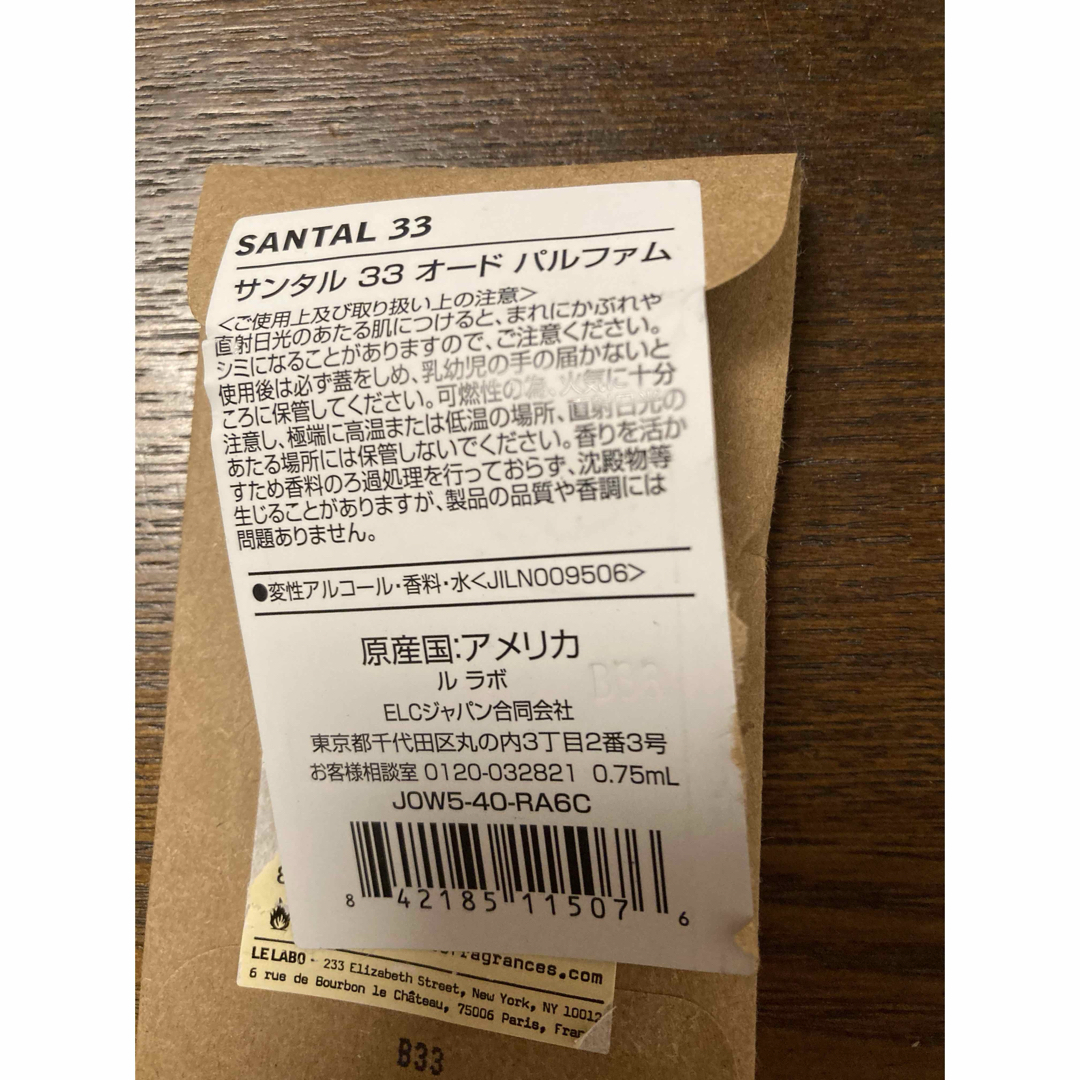 SANTAL 33
サンタル 33 オード パルファム
<ご使用上及び取り扱い上の注意>
直射日光のあたる肌につけると、まれにかぶれや
シミになることがありますので、ご注意ください。
使用後は必ず蓋をしめ、乳幼児の手の届かないと
ころに保管してください。可燃性の為、火気に十分
注意し、極端に高温または低温の場所、直射日光の
あたる場所には保管しないでください。香りを活か
すため香料のろ過処理を行っておらず、沈殿物等
生じることがありますが、製品の品質や香調には
問題ありません。
●変性アルコール・香料・水<JILN009506>
原産国:アメリカ
ル ラボ
B33
ELCジャパン合同会社
東京都千代田区丸の内3丁目2番3号
お客様相談室 0120-032821 0.75mL
J0W5-40-RA6C
8 42185 11507 6
fragrances.com
LE LABO - 233 Elizabeth Street, New York, NY 10012
6 rue de Bourbon le Château, 75006 Paris, Fran
B33